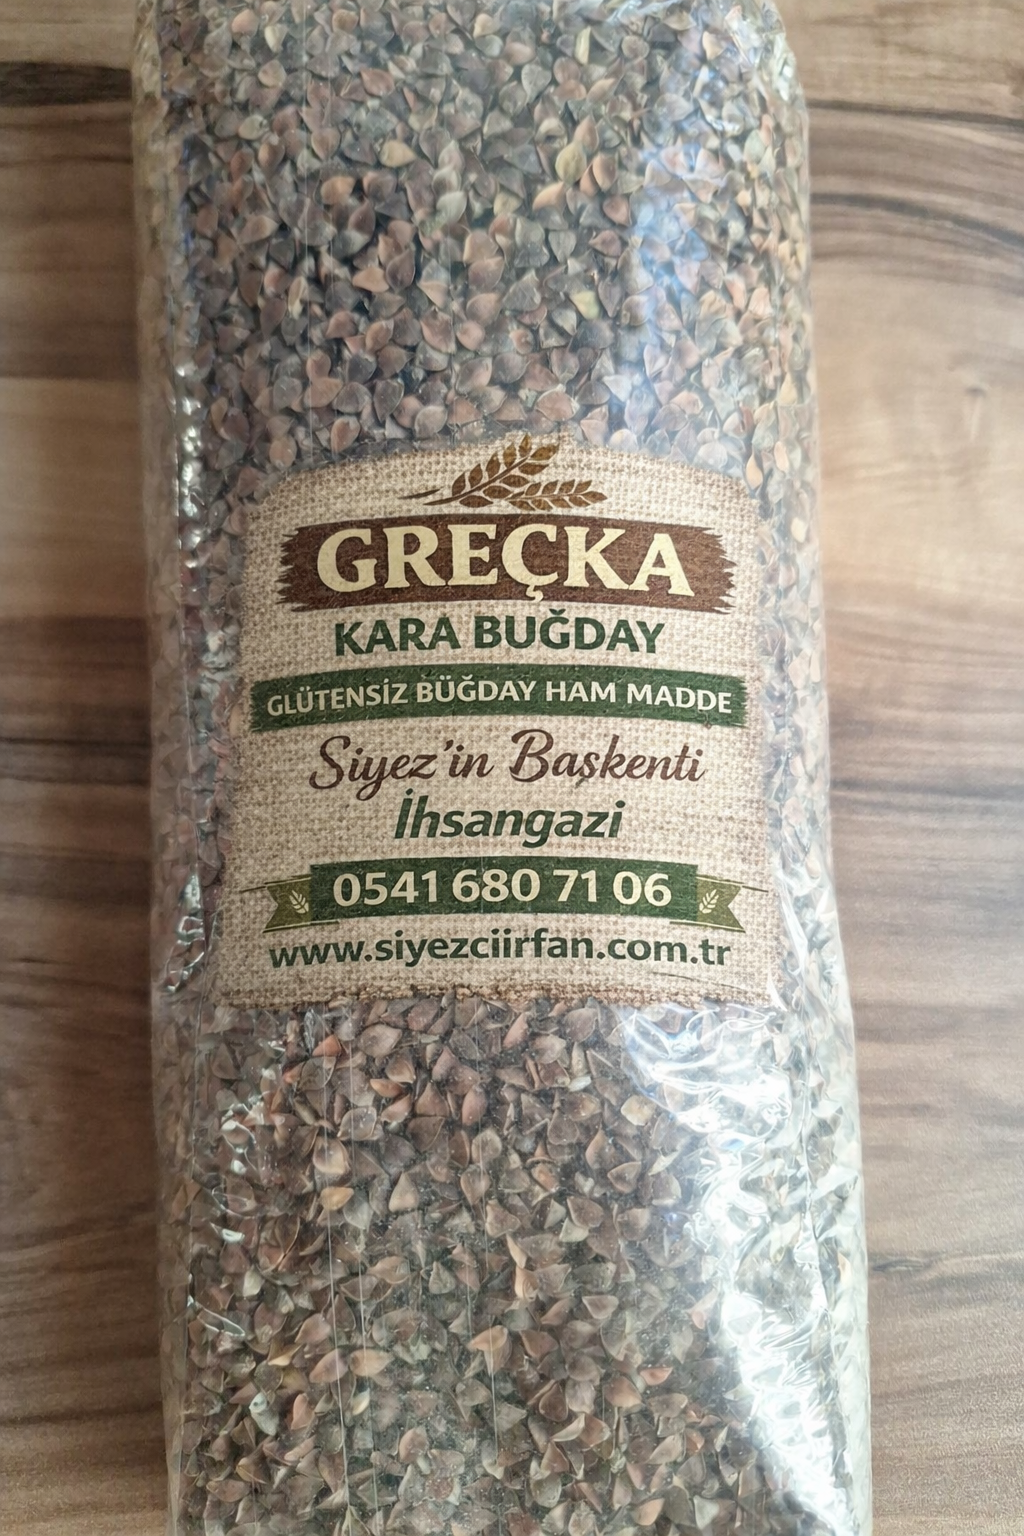 GREÇKA
KARA BUĞDAY
GLÜTENSİZ BÜĞDAY HAM MADDE
Siyez'in Başkenti
İhsangazi
0541 680 71 06
www.siyezciirfan.com.tr